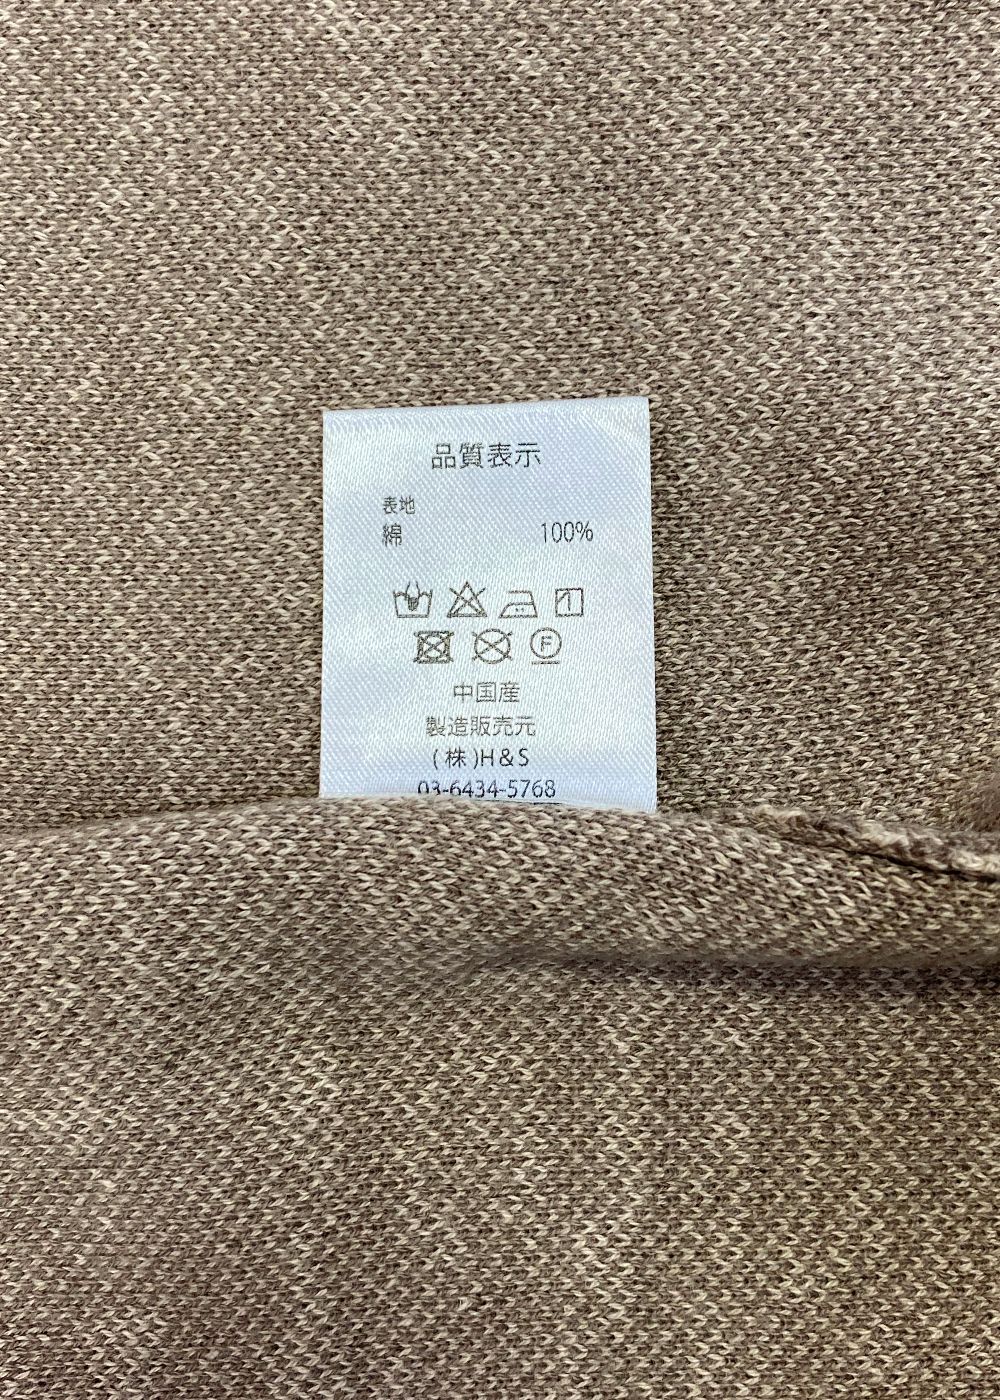 品質表示
表地
綿 100%
F
中国産
製造販売元
(株)H&S
03-6434-5768